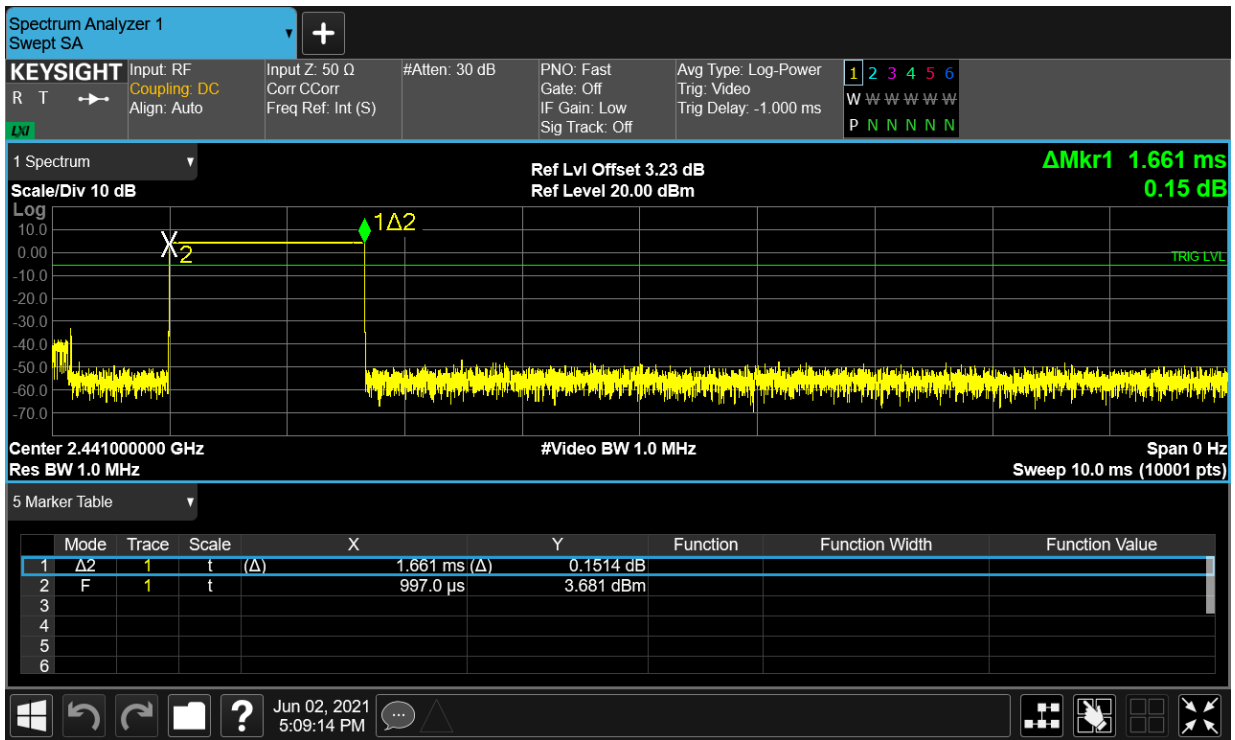 Spectrum Analyzer 1
Swept SA
+
KEYSIGHT Input: RF Input Z: 50 Ω #Atten: 30 dB PNO: Fast Avg Type: Log-Power 1 2 3 4 5 6
R T Coupling: DC Corr CCorr Gate: Off Trig: Video W W W W W W
Align: Auto Freq Ref: Int (S) IF Gain: Low Trig Delay: -1.000 ms
LXI Sig Track: Off P N N N N N
1 Spectrum Ref Lvl Offset 3.23 dB ΔMkr1 1.661 ms
Scale/Div 10 dB Ref Level 20.00 dBm 0.15 dB
Log
10.0 1Δ2
0.00 X2 TRIG LVL
-10.0
-20.0
-30.0
-40.0
-50.0
-60.0
-70.0
Center 2.441000000 GHz #Video BW 1.0 MHz Span 0 Hz
Res BW 1.0 MHz Sweep 10.0 ms (10001 pts)
5 Marker Table
Mode Trace Scale X Y Function Function Width Function Value
1 Δ2 1 t (Δ) 1.661 ms (Δ) 0.1514 dB
2 F 1 t 997.0 µs 3.681 dBm
3
4
5
6
? Jun 02, 2021
5:09:14 PM